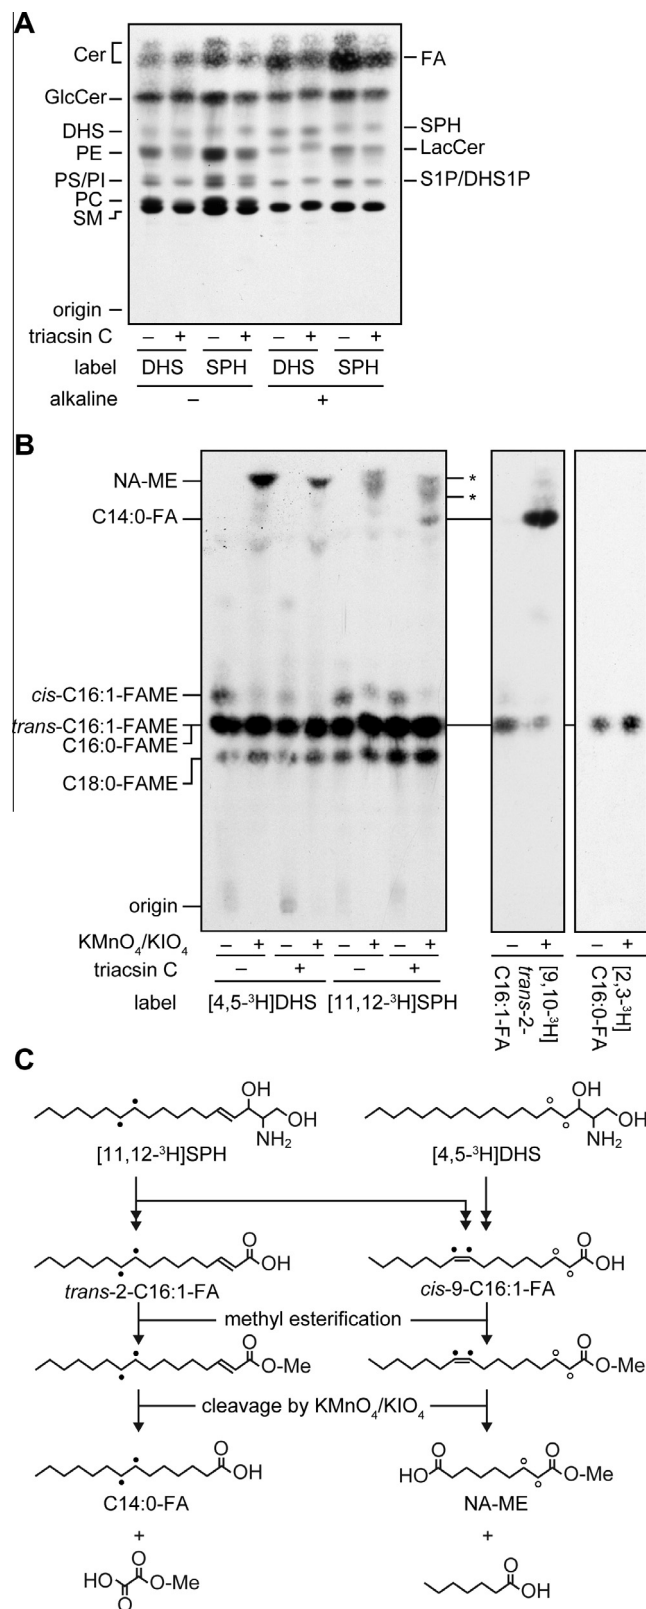 A
Cer
FA
GlcCer
DHS
SPH
PE
LacCer
PS/PI
S1P/DHS1P
PC
SM
origin
triacsin C – + – + – + – +
label DHS SPH DHS SPH
alkaline – +
B
NA-ME
*
*
C14:0-FA
cis-C16:1-FAME
trans-C16:1-FAME
C16:0-FAME
C18:0-FAME
origin
KMnO4/KIO4 – + – + – + – + – + – +
triacsin C – + – +
label [4,5-³H]DHS [11,12-³H]SPH
[9,10-³H]
trans-2-
C16:1-FA
[2,3-³H]
C16:0-FA
C
OH
OH
NH2
[11,12-³H]SPH
OH
OH
NH2
[4,5-³H]DHS
O
OH
trans-2-C16:1-FA
O
OH
cis-9-C16:1-FA
methyl esterification
O
O-Me
O
O-Me
cleavage by KMnO4/KIO4
O
OH
C14:0-FA
O
HO
O
O-Me
NA-ME
+
+
HO
O
O
O-Me
O
OH